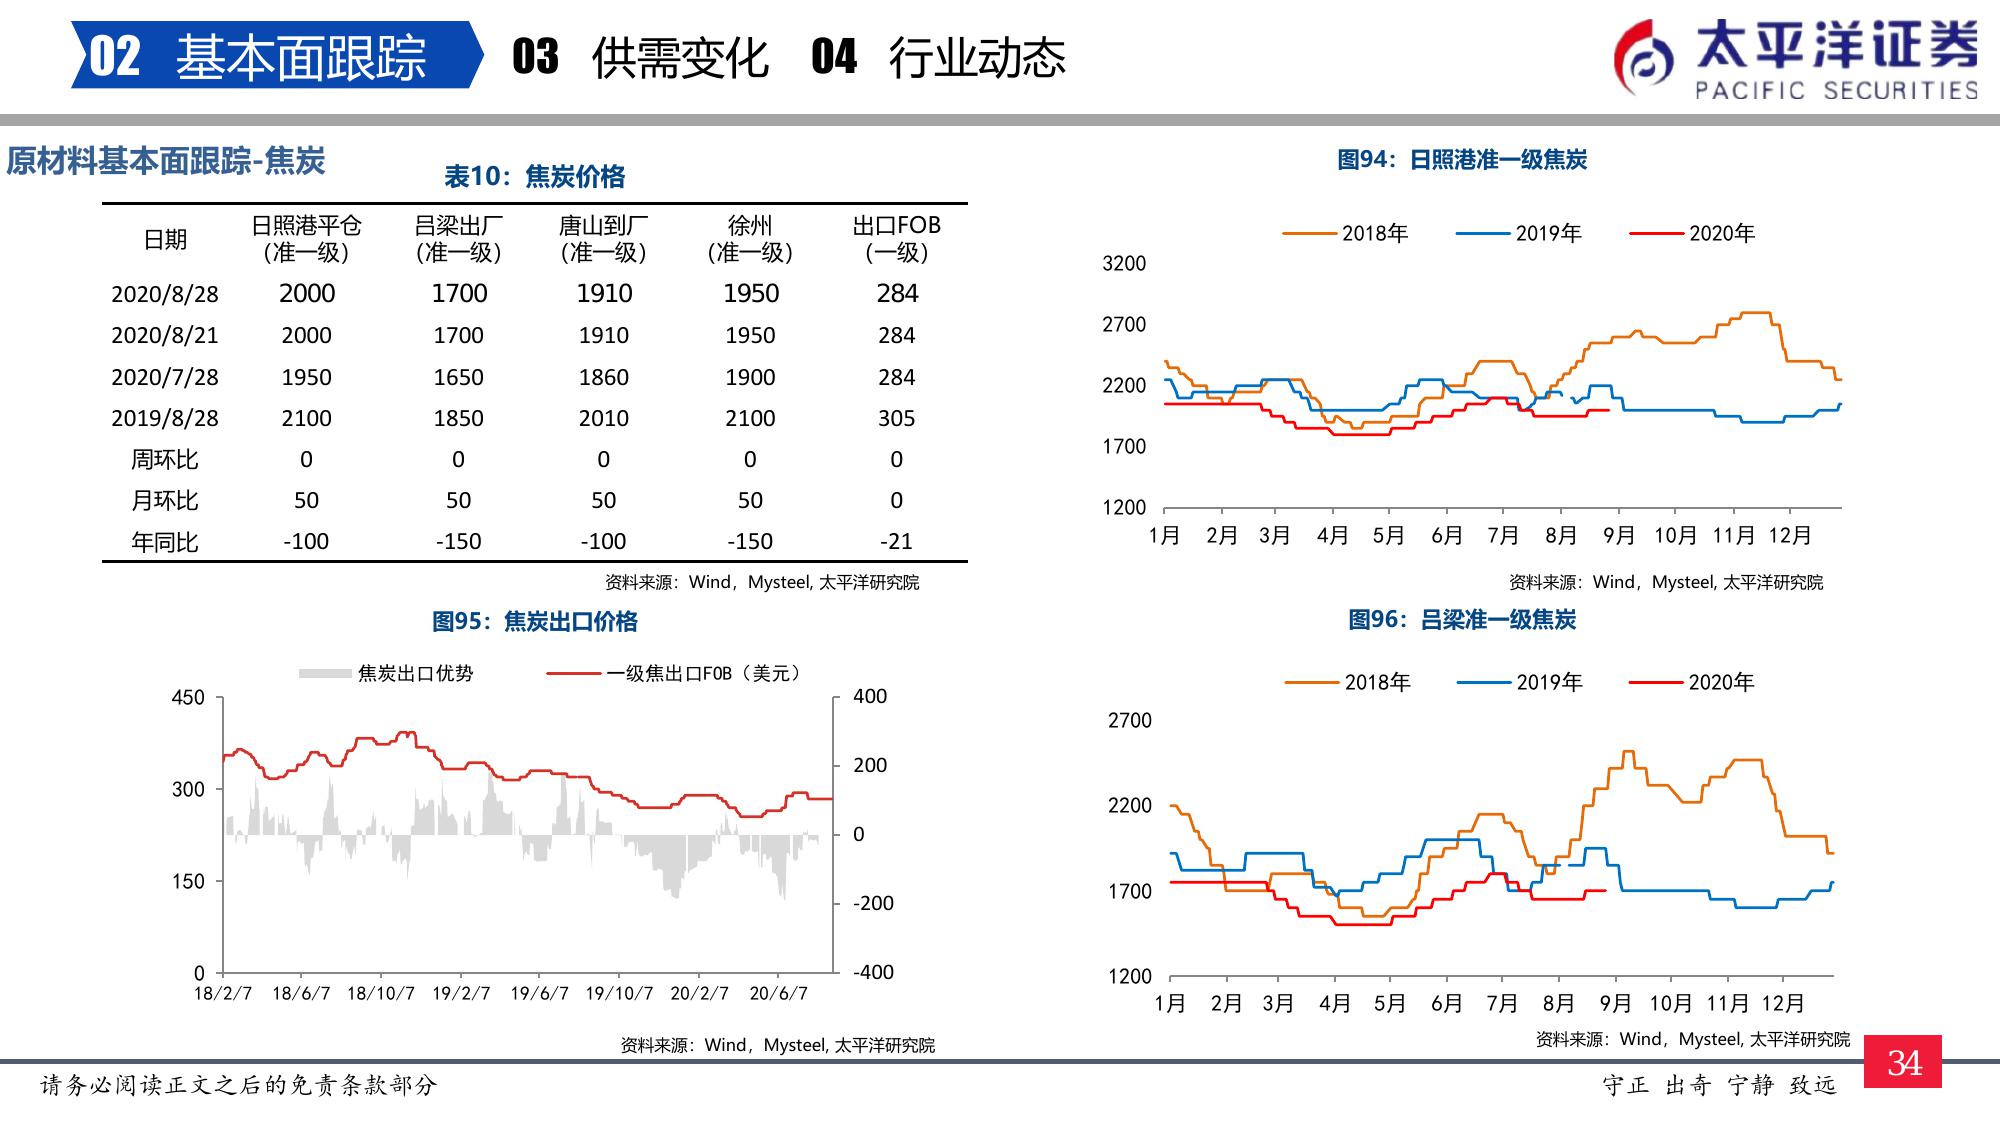 02 基本面跟踪 03 供需变化 04 行业动态
太平洋证券
PACIFIC SECURITIES
原材料基本面跟踪-焦炭
表10：焦炭价格
日期 日照港平仓（准一级） 吕梁出厂（准一级） 唐山到厂（准一级） 徐州（准一级） 出口FOB（一级）
2020/8/28 2000 1700 1910 1950 284
2020/8/21 2000 1700 1910 1950 284
2020/7/28 1950 1650 1860 1900 284
2019/8/28 2100 1850 2010 2100 305
周环比 0 0 0 0 0
月环比 50 50 50 50 0
年同比 -100 -150 -100 -150 -21
资料来源：Wind，Mysteel, 太平洋研究院
图94：日照港准一级焦炭
2018年 2019年 2020年
3200
2700
2200
1700
1200
1月 2月 3月 4月 5月 6月 7月 8月 9月 10月 11月 12月
资料来源：Wind，Mysteel, 太平洋研究院
图95：焦炭出口价格
焦炭出口优势 一级焦出口FOB（美元）
450 400
200
300
0
150
-200
0 -400
18/2/7 18/6/7 18/10/7 19/2/7 19/6/7 19/10/7 20/2/7 20/6/7
资料来源：Wind，Mysteel, 太平洋研究院
图96：吕梁准一级焦炭
2018年 2019年 2020年
2700
2200
1700
1200
1月 2月 3月 4月 5月 6月 7月 8月 9月 10月 11月 12月
资料来源：Wind，Mysteel, 太平洋研究院
请务必阅读正文之后的免责条款部分
守正 出奇 宁静 致远
34